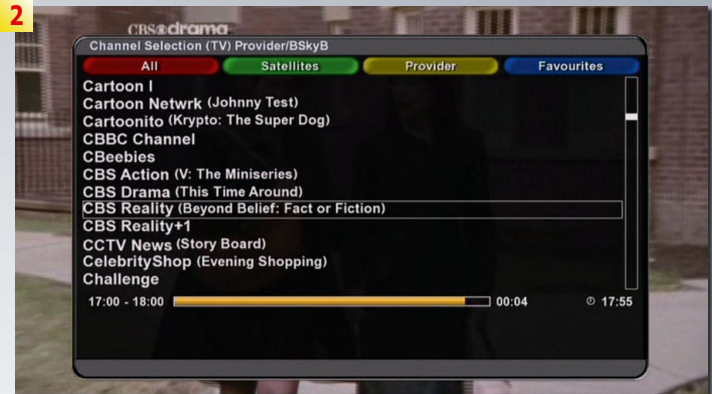 2
CBS drama
Channel Selection (TV) Provider/BSkyB
All Satellites Provider Favourites
Cartoon I
Cartoon Netwrk (Johnny Test)
Cartoonito (Krypto: The Super Dog)
CBBC Channel
CBeebies
CBS Action (V: The Miniseries)
CBS Drama (This Time Around)
CBS Reality (Beyond Belief: Fact or Fiction)
CBS Reality+1
CCTV News (Story Board)
CelebrityShop (Evening Shopping)
Challenge
17:00 - 18:00 00:04 17:55